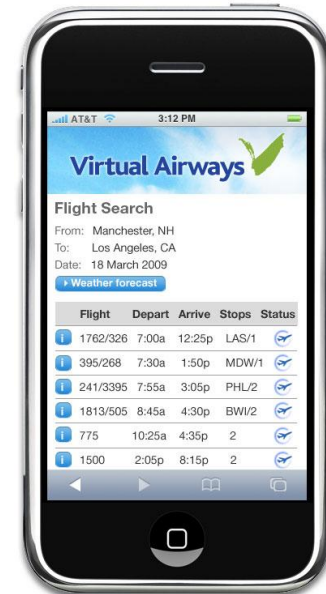 AT&T 3:12 PM
Virtual Airways
Flight Search
From: Manchester, NH
To: Los Angeles, CA
Date: 18 March 2009
Weather forecast
Flight Depart Arrive Stops Status
i 1762/326 7:00a 12:25p LAS/1
i 395/268 7:30a 1:50p MDW/1
i 241/3395 7:55a 3:05p PHL/2
i 1813/505 8:45a 4:30p BWI/2
i 775 10:25a 4:35p 2
i 1500 2:05p 8:15p 2